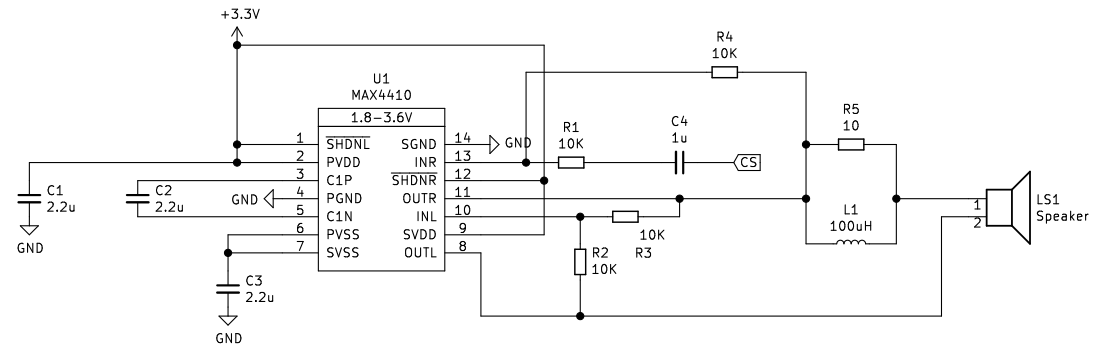 +3.3V
R4
10K
U1
MAX4410
1.8-3.6V
R5
10
R1
10K
C4
1u
1 SHDNL SGND 14 GND
2 PVDD INR 13
CS
3 C1P SHDNR 12
4 PGND OUTR 11
GND
5 C1N INL 10
6 PVSS SVDD 9
7 SVSS OUTL 8
C1
2.2u
GND
C2
2.2u
C3
2.2u
GND
10K
R3
R2
10K
L1
100uH
1
2
LS1
Speaker